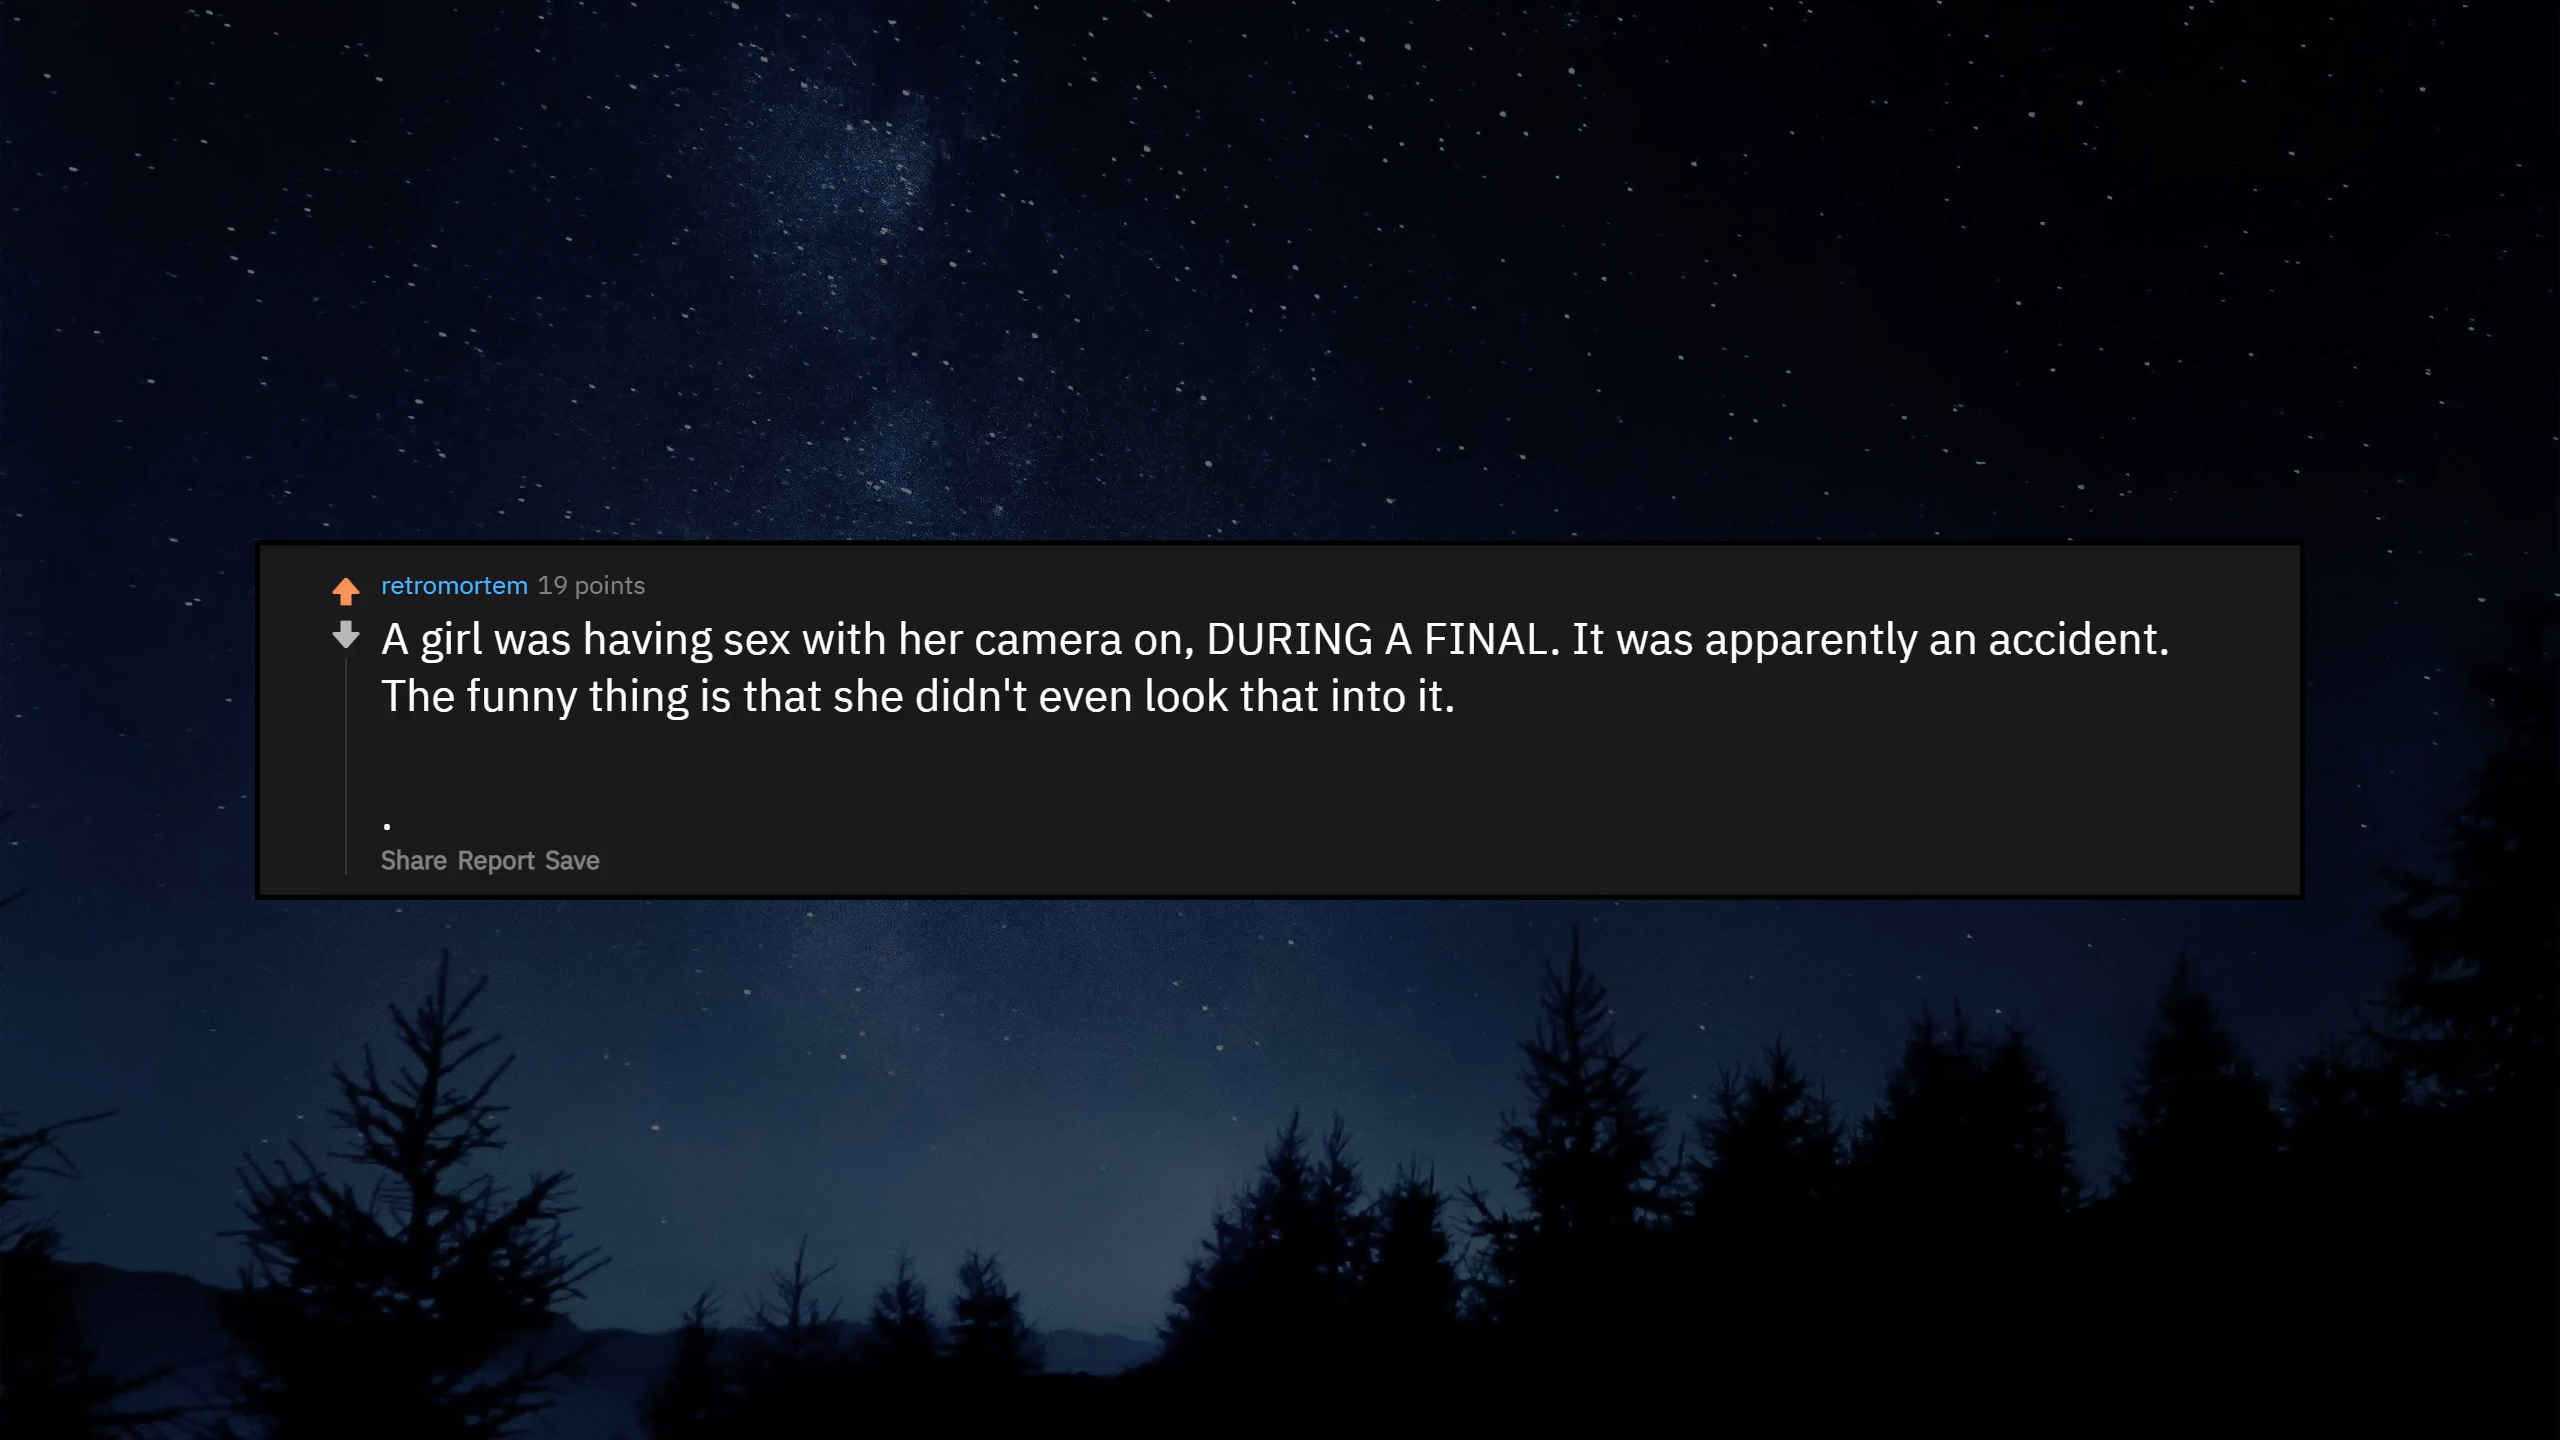 retromortem 19 points
A girl was having sex with her camera on, DURING A FINAL. It was apparently an accident.
The funny thing is that she didn't even look that into it.
.
Share Report Save